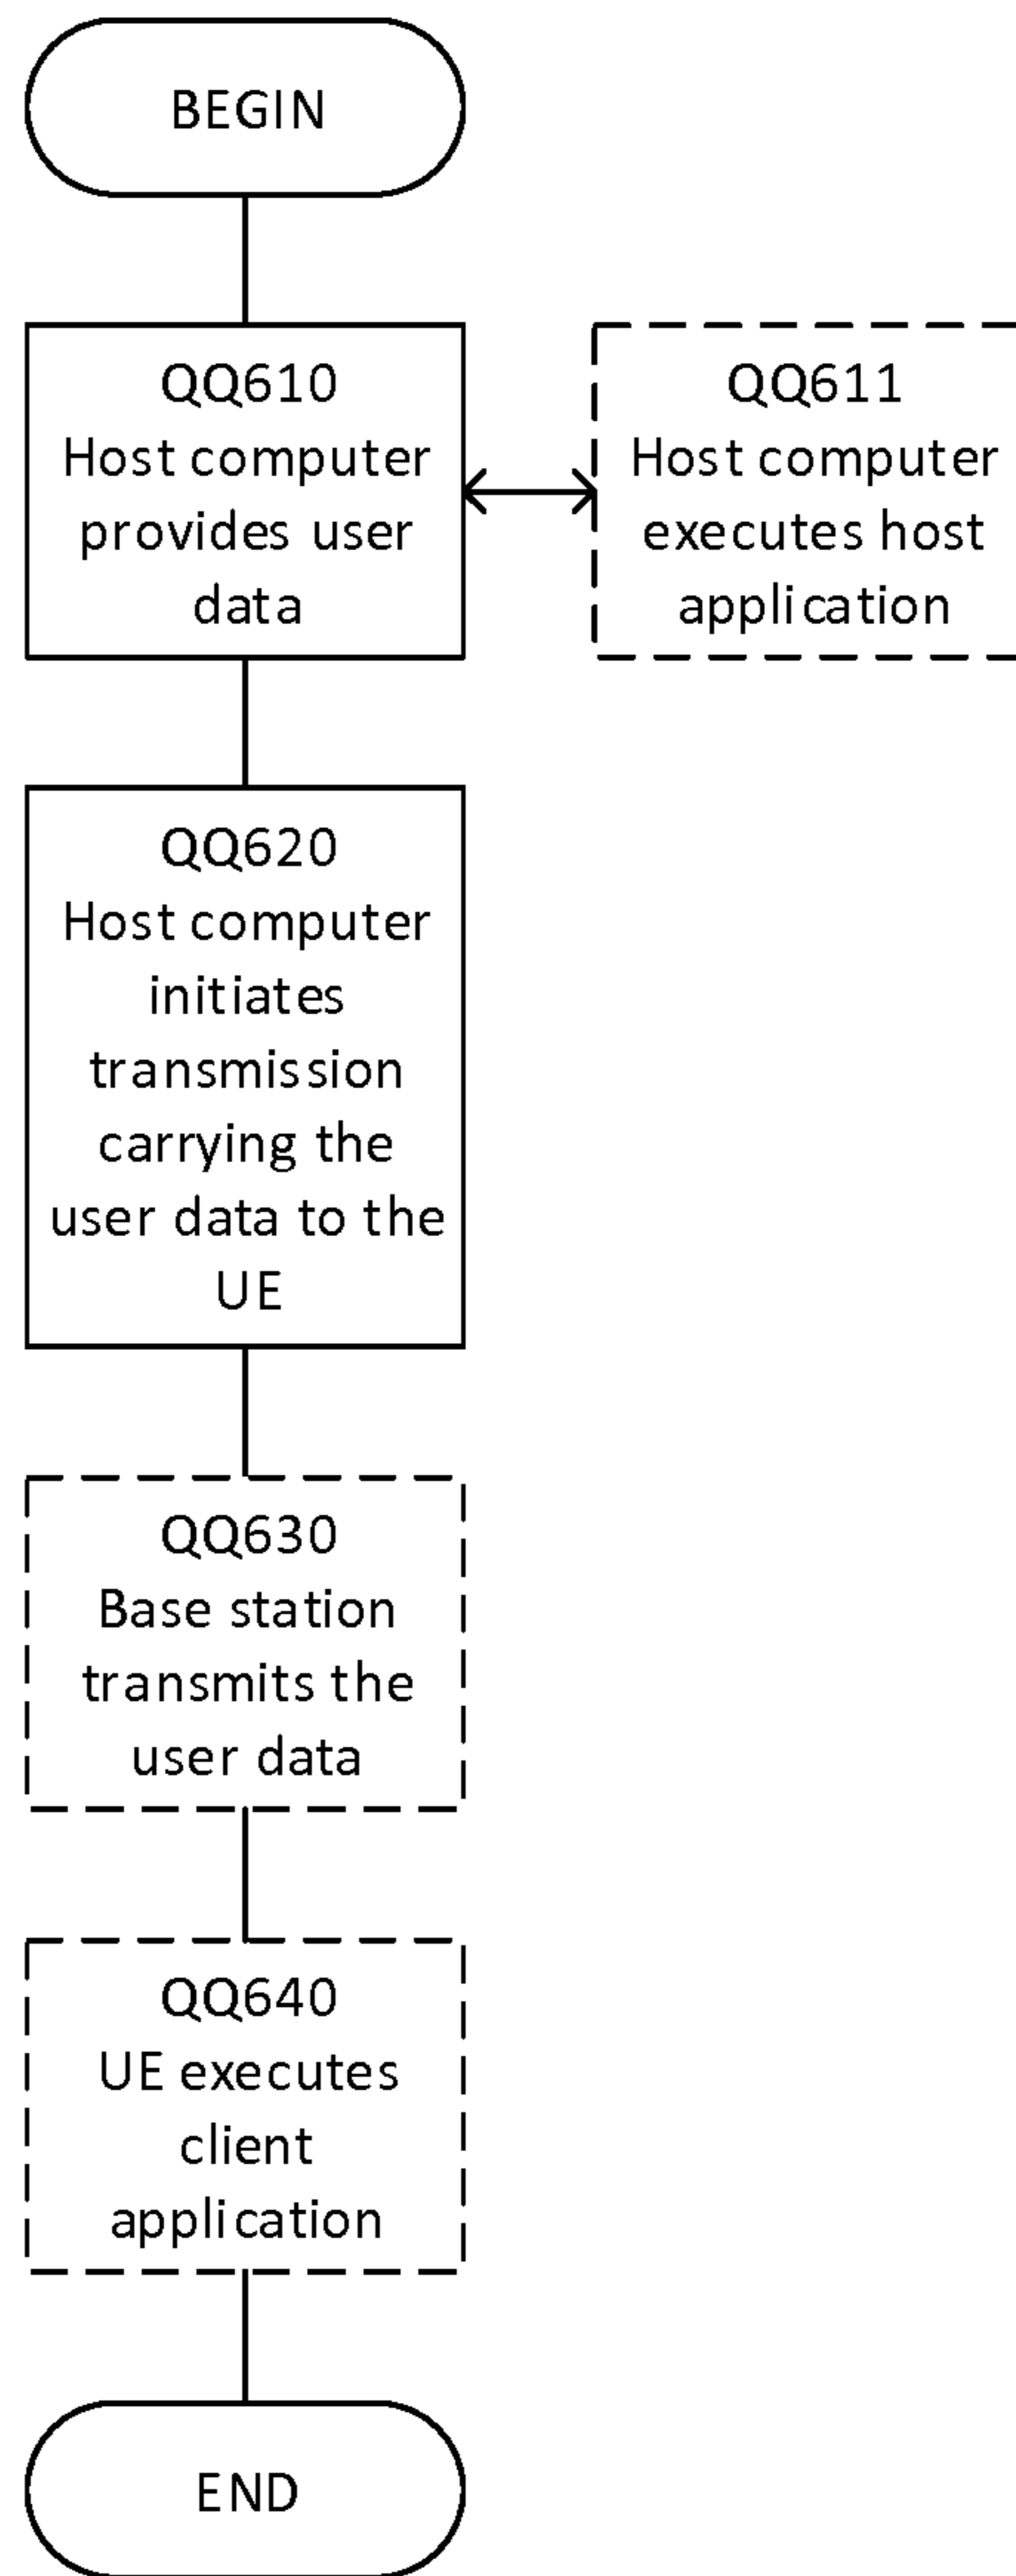 BEGIN
QQ610
Host computer
provides user
data
QQ611
Host computer
executes host
application
QQ620
Host computer
initiates
transmission
carrying the
user data to the
UE
QQ630
Base station
transmits the
user data
QQ640
UE executes
client
application
END